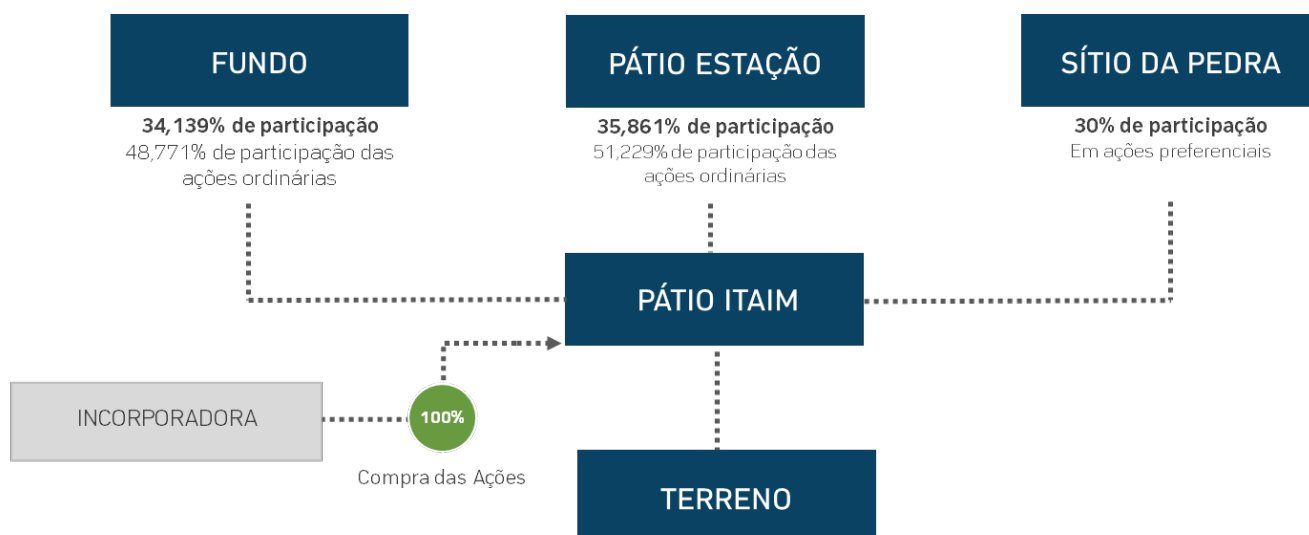 FUNDO
34,139% de participação
48,771% de participação das
ações ordinárias
PÁTIO ESTAÇÃO
35,861% de participação
51,229% de participação das
ações ordinárias
SÍTIO DA PEDRA
30% de participação
Em ações preferenciais
PÁTIO ITAIM
INCORPORADORA
100%
Compra das Ações
TERRENO